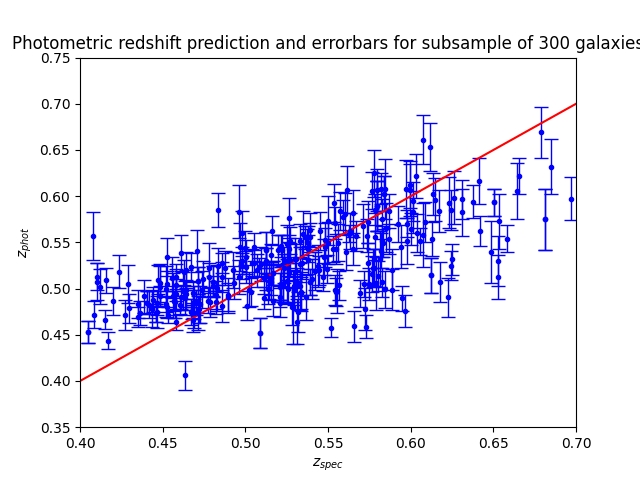 Photometric redshift prediction and errorbars for subsample of 300 galaxies
0.75
0.70
0.65
0.60
0.55
0.50
0.45
0.40
0.35
z_phot
0.40 0.45 0.50 0.55 0.60 0.65 0.70
z_spec